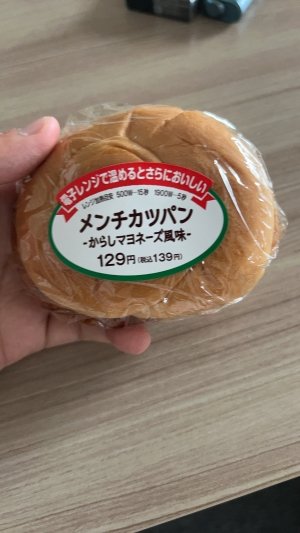 電子レンジで温めるとさらにおいしい
レンジ加熱目安 500W-15秒 1900W-5秒
メンチカツパン
-からしマヨネーズ風味-
129円(税込139円)